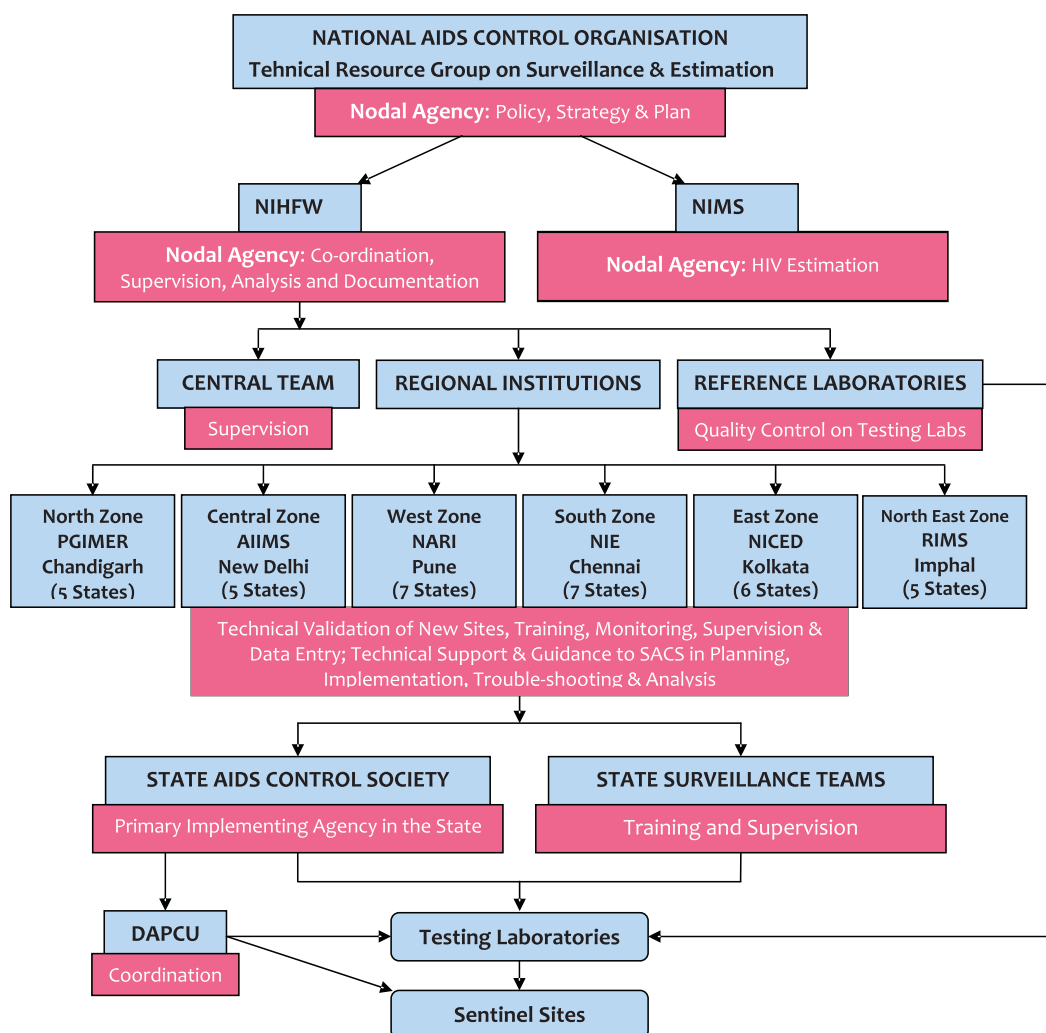 NATIONAL AIDS CONTROL ORGANISATION
Tehnical Resource Group on Surveillance & Estimation
Nodal Agency: Policy, Strategy & Plan
NIHFW
NIMS
Nodal Agency: Co-ordination,
Supervision, Analysis and Documentation
Nodal Agency: HIV Estimation
CENTRAL TEAM
Supervision
REGIONAL INSTITUTIONS
REFERENCE LABORATORIES
Quality Control on Testing Labs
North Zone
PGIMER
Chandigarh
(5 States)
Central Zone
AIIMS
New Delhi
(5 States)
West Zone
NARI
Pune
(7 States)
South Zone
NIE
Chennai
(7 States)
East Zone
NICED
Kolkata
(6 States)
North East Zone
RIMS
Imphal
(5 States)
Technical Validation of New Sites, Training, Monitoring, Supervision &
Data Entry; Technical Support & Guidance to SACS in Planning,
Implementation, Trouble-shooting & Analysis
STATE AIDS CONTROL SOCIETY
Primary Implementing Agency in the State
STATE SURVEILLANCE TEAMS
Training and Supervision
DAPCU
Coordination
Testing Laboratories
Sentinel Sites